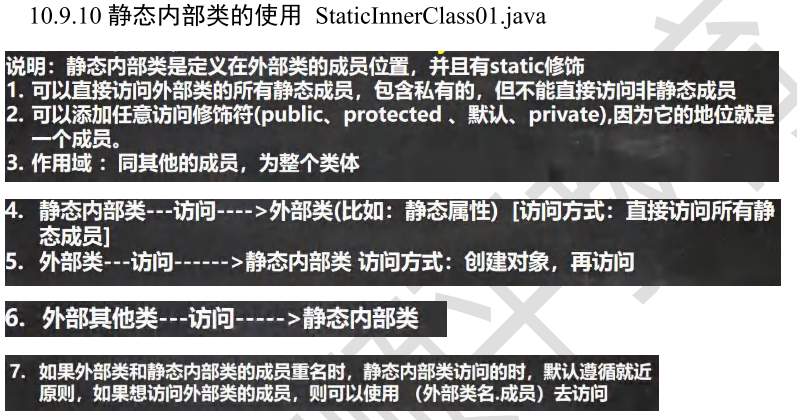 10.9.10 静态内部类的使用 StaticInnerClass01.java
说明：静态内部类是定义在外部类的成员位置，并且有static修饰
1. 可以直接访问外部类的所有静态成员，包含私有的，但不能直接访问非静态成员
2. 可以添加任意访问修饰符(public、protected 、默认、private),因为它的地位就是
一个成员。
3. 作用域 ：同其他的成员，为整个类体
4. 静态内部类---访问---->外部类(比如：静态属性) [访问方式：直接访问所有静
态成员]
5. 外部类---访问------>静态内部类 访问方式：创建对象，再访问
6. 外部其他类---访问----->静态内部类
7. 如果外部类和静态内部类的成员重名时，静态内部类访问的时，默认遵循就近
原则，如果想访问外部类的成员，则可以使用 （外部类名.成员）去访问